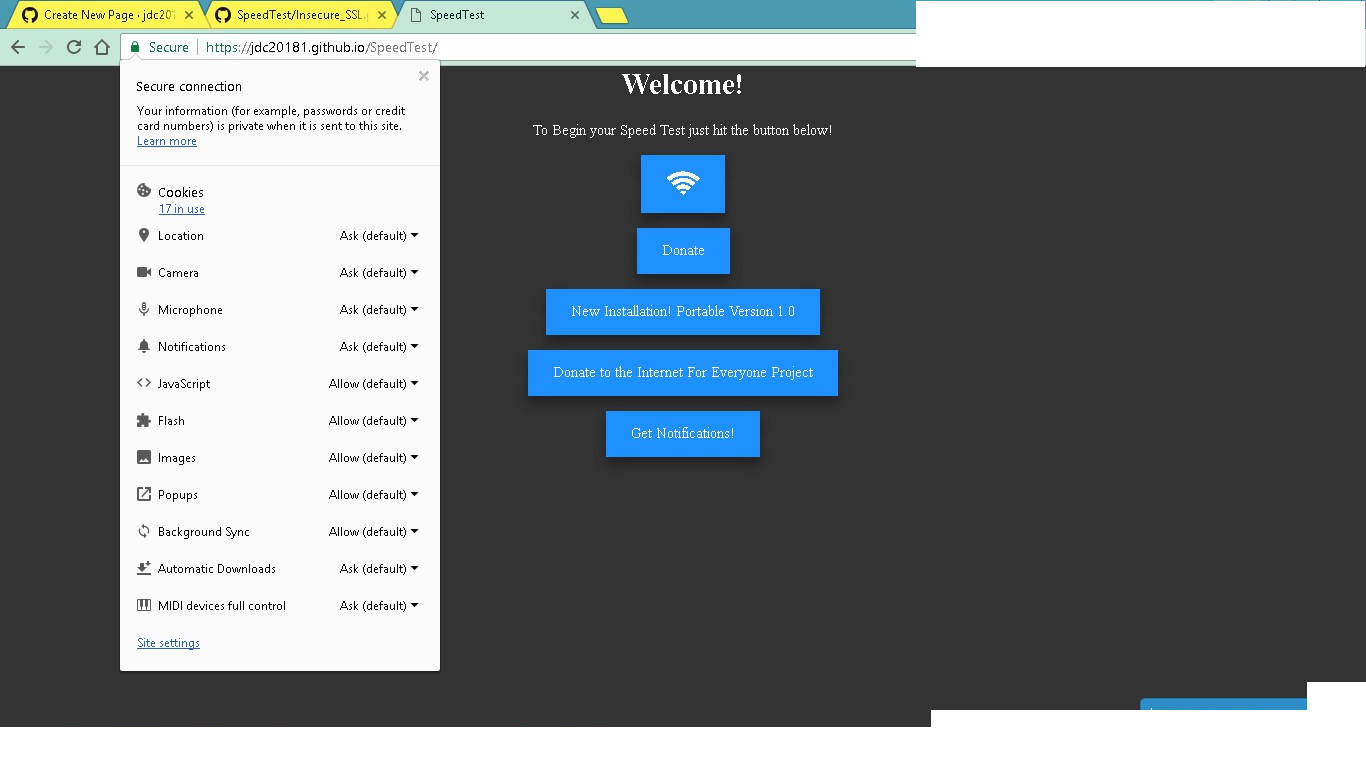 Create New Page · jdc201
SpeedTest/Insecure_SSL.
SpeedTest
Secure
https://jdc20181.github.io/SpeedTest/
Secure connection
Your information (for example, passwords or credit
card numbers) is private when it is sent to this site.
Learn more
Cookies
17 in use
Location Ask (default)
Camera Ask (default)
Microphone Ask (default)
Notifications Ask (default)
JavaScript Allow (default)
Flash Allow (default)
Images Allow (default)
Popups Allow (default)
Background Sync Allow (default)
Automatic Downloads Ask (default)
MIDI devices full control Ask (default)
Site settings
Welcome!
To Begin your Speed Test just hit the button below!
Donate
New Installation! Portable Version 1.0
Donate to the Internet For Everyone Project
Get Notifications!